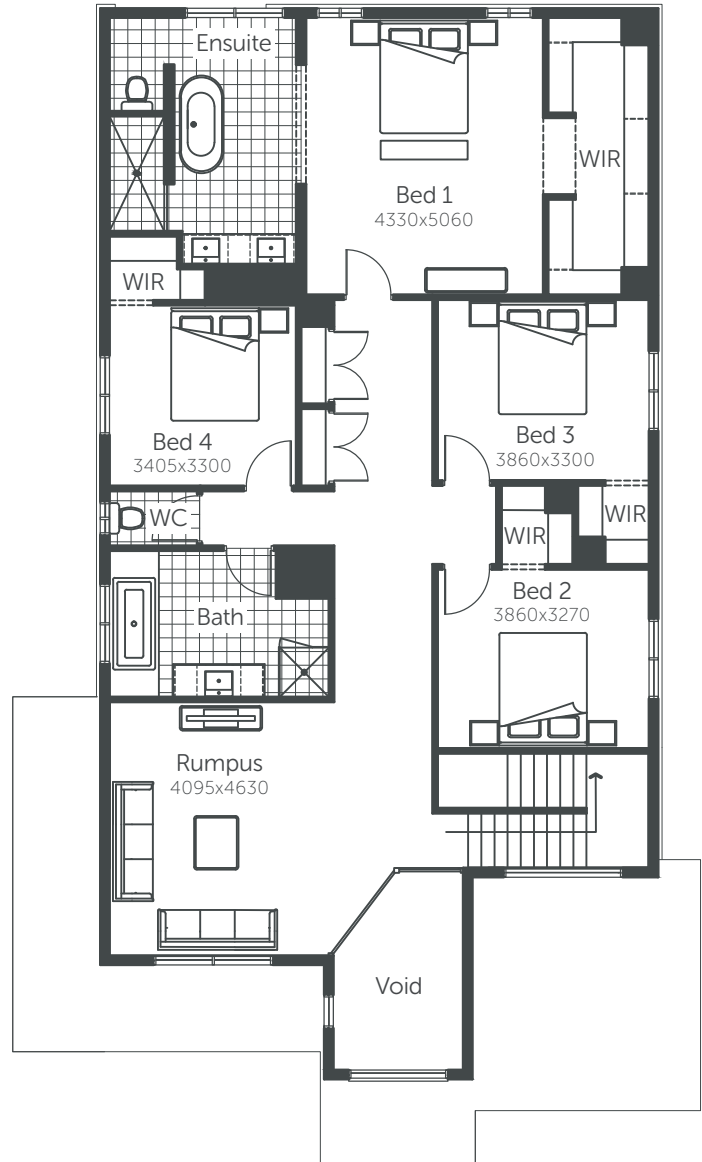 Ensuite
WIR
Bed 1
4330x5060
WIR
Bed 4
3405x3300
Bed 3
3860x3300
WC
WIR
WIR
Bed 2
3860x3270
Bath
Rumpus
4095x4630
Void